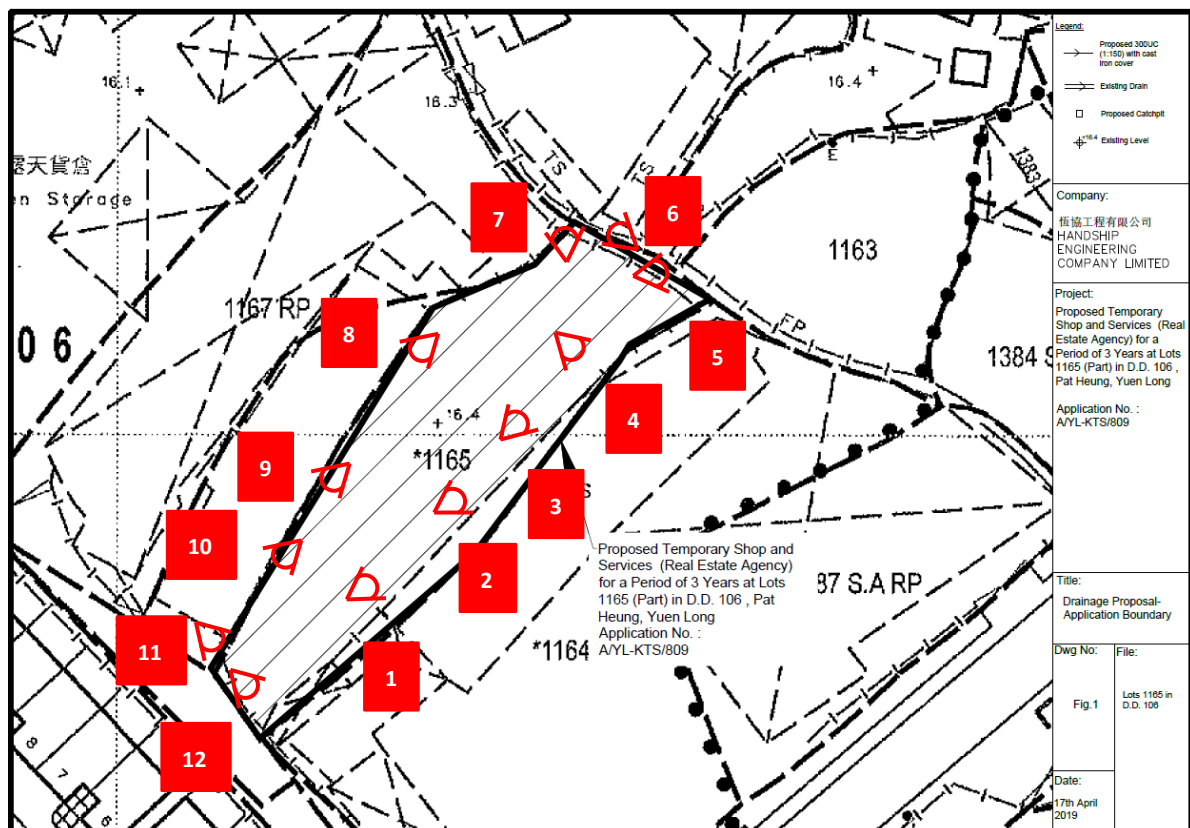 16.1
16.3
16.4
露天貨倉
en Storage
TS
TS
E
1383
7
6
1163
1167 RP
8
06
FP
5
1384 S
16.4
*1165
4
9
3
S
10
2
Proposed Temporary Shop and
Services (Real Estate Agency)
for a Period of 3 Years at Lots
1165 (Part) in D.D. 106 , Pat
Heung, Yuen Long
Application No. :
A/YL-KTS/809
87 S.A RP
*1164
11
1
12
8
7
6
Legend:
Proposed 300UC
(1:150) with cast
iron cover
Existing Drain
Proposed Catchpit
+16.4 Existing Level
Company:
恆協工程有限公司
HANDSHIP
ENGINEERING
COMPANY LIMITED
Project:
Proposed Temporary
Shop and Services (Real
Estate Agency) for a
Period of 3 Years at Lots
1165 (Part) in D.D. 106 ,
Pat Heung, Yuen Long
Application No. :
A/YL-KTS/809
Title:
Drainage Proposal-
Application Boundary
Dwg No:
Fig.1
File:
Lots 1165 in
D.D. 106
Date:
17th April
2019